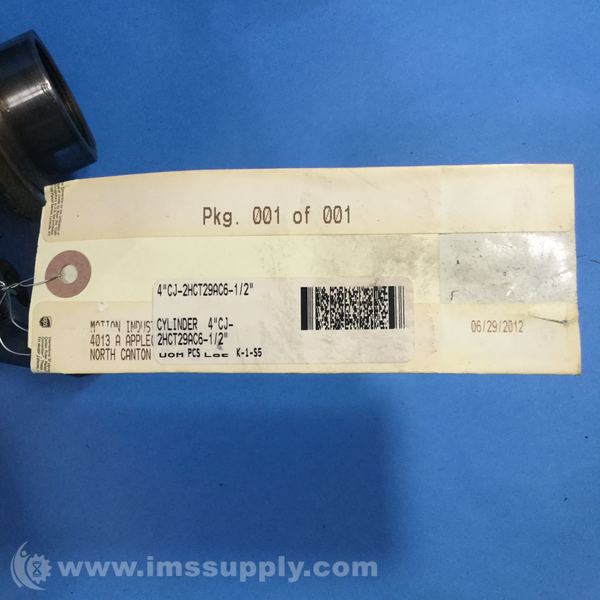 Pkg. 001 of 001
4"CJ-2HCT29AC6-1/2"
CYLINDER 4"CJ-
2HCT29AC6-1/2"
UOM PCS Loc K-1-S5
MOTION INDUST
4013 A APPLE
NORTH CANTON
06/29/2012
www.imssupply.com